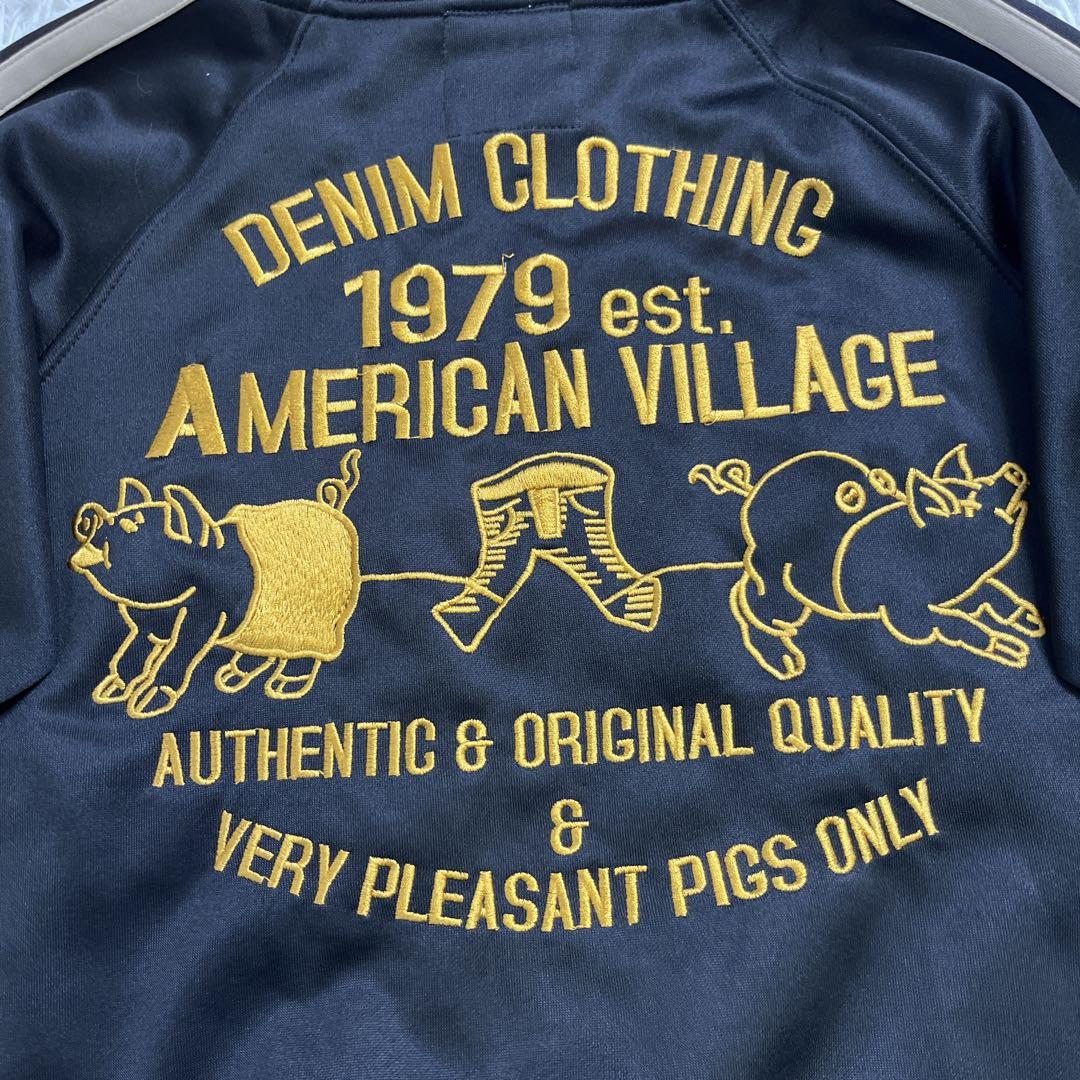 DENIM CLOTHING
1979 est.
AMERICAN VILLAGE
AUTHENTIC & ORIGINAL QUALITY
&
VERY PLEASANT PIGS ONLY